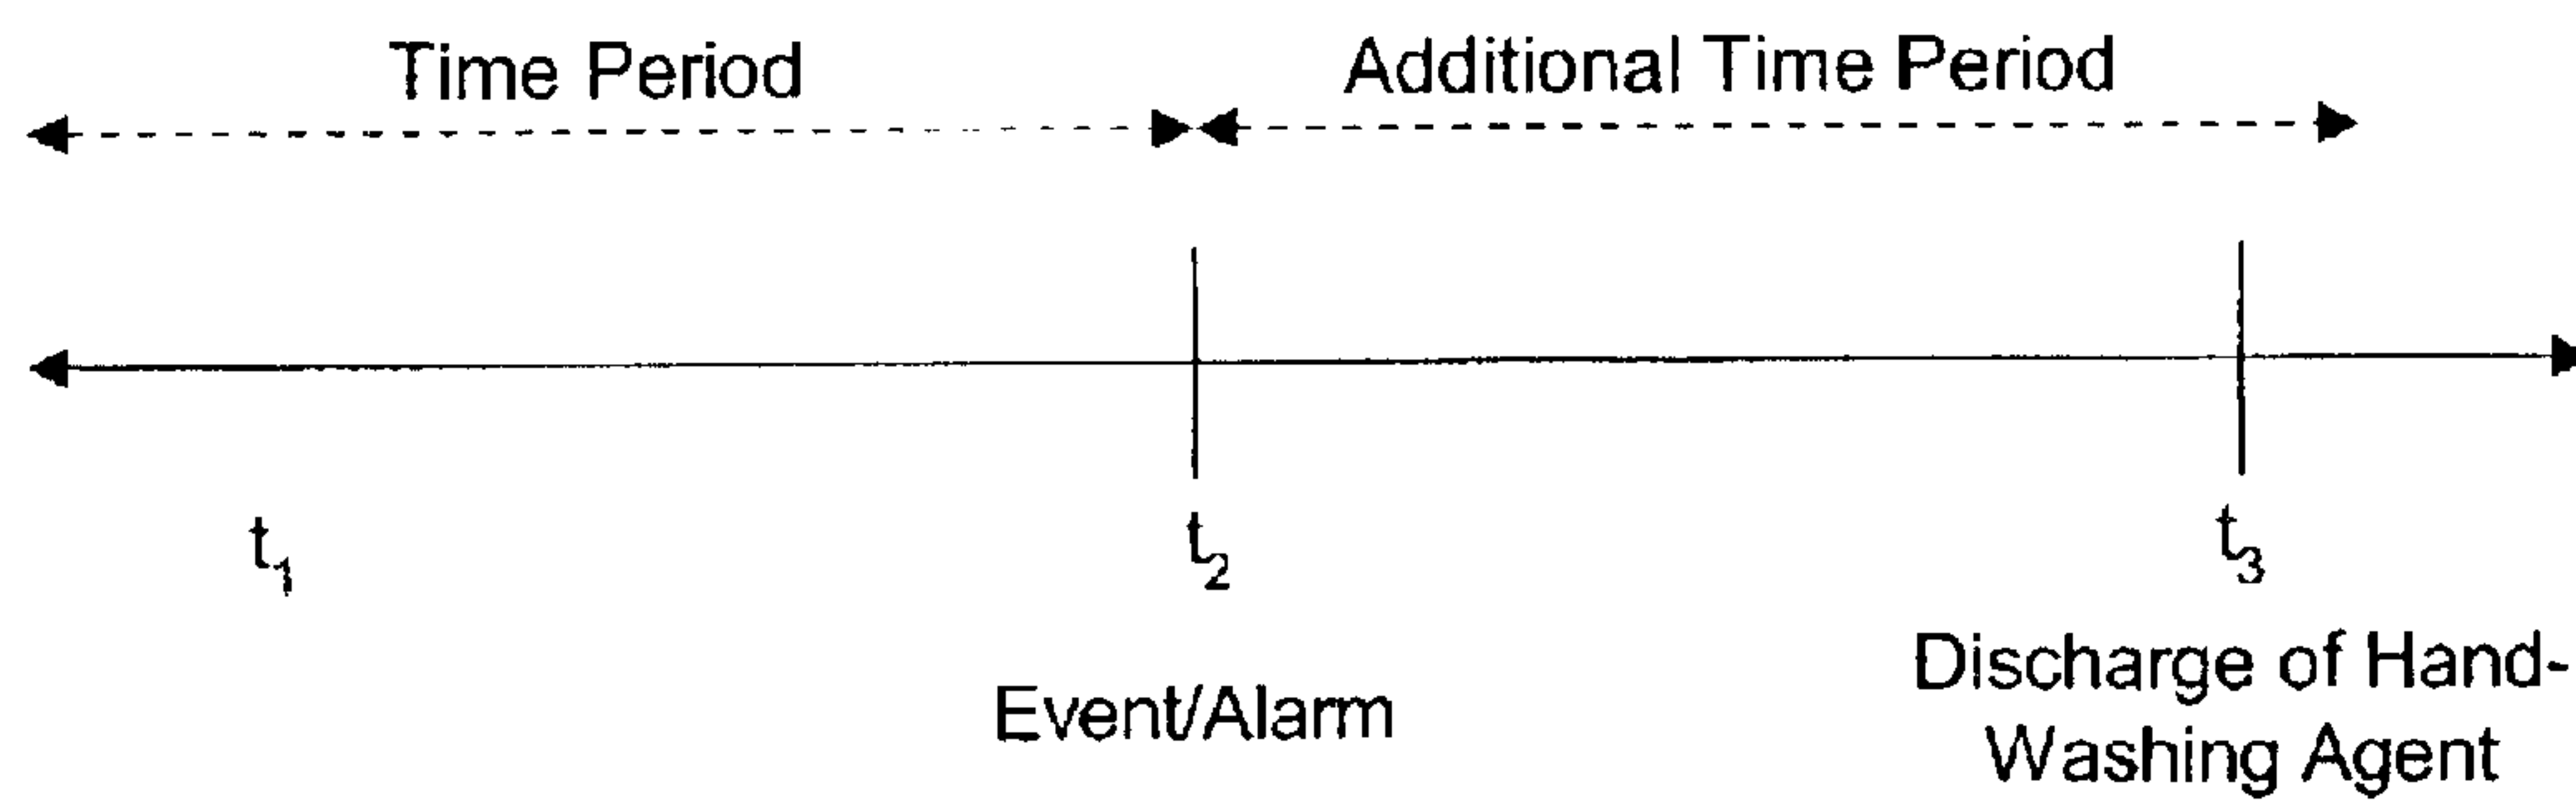 Time Period
Additional Time Period
t₁
t₂
t₃
Event/Alarm
Discharge of Hand-
Washing Agent